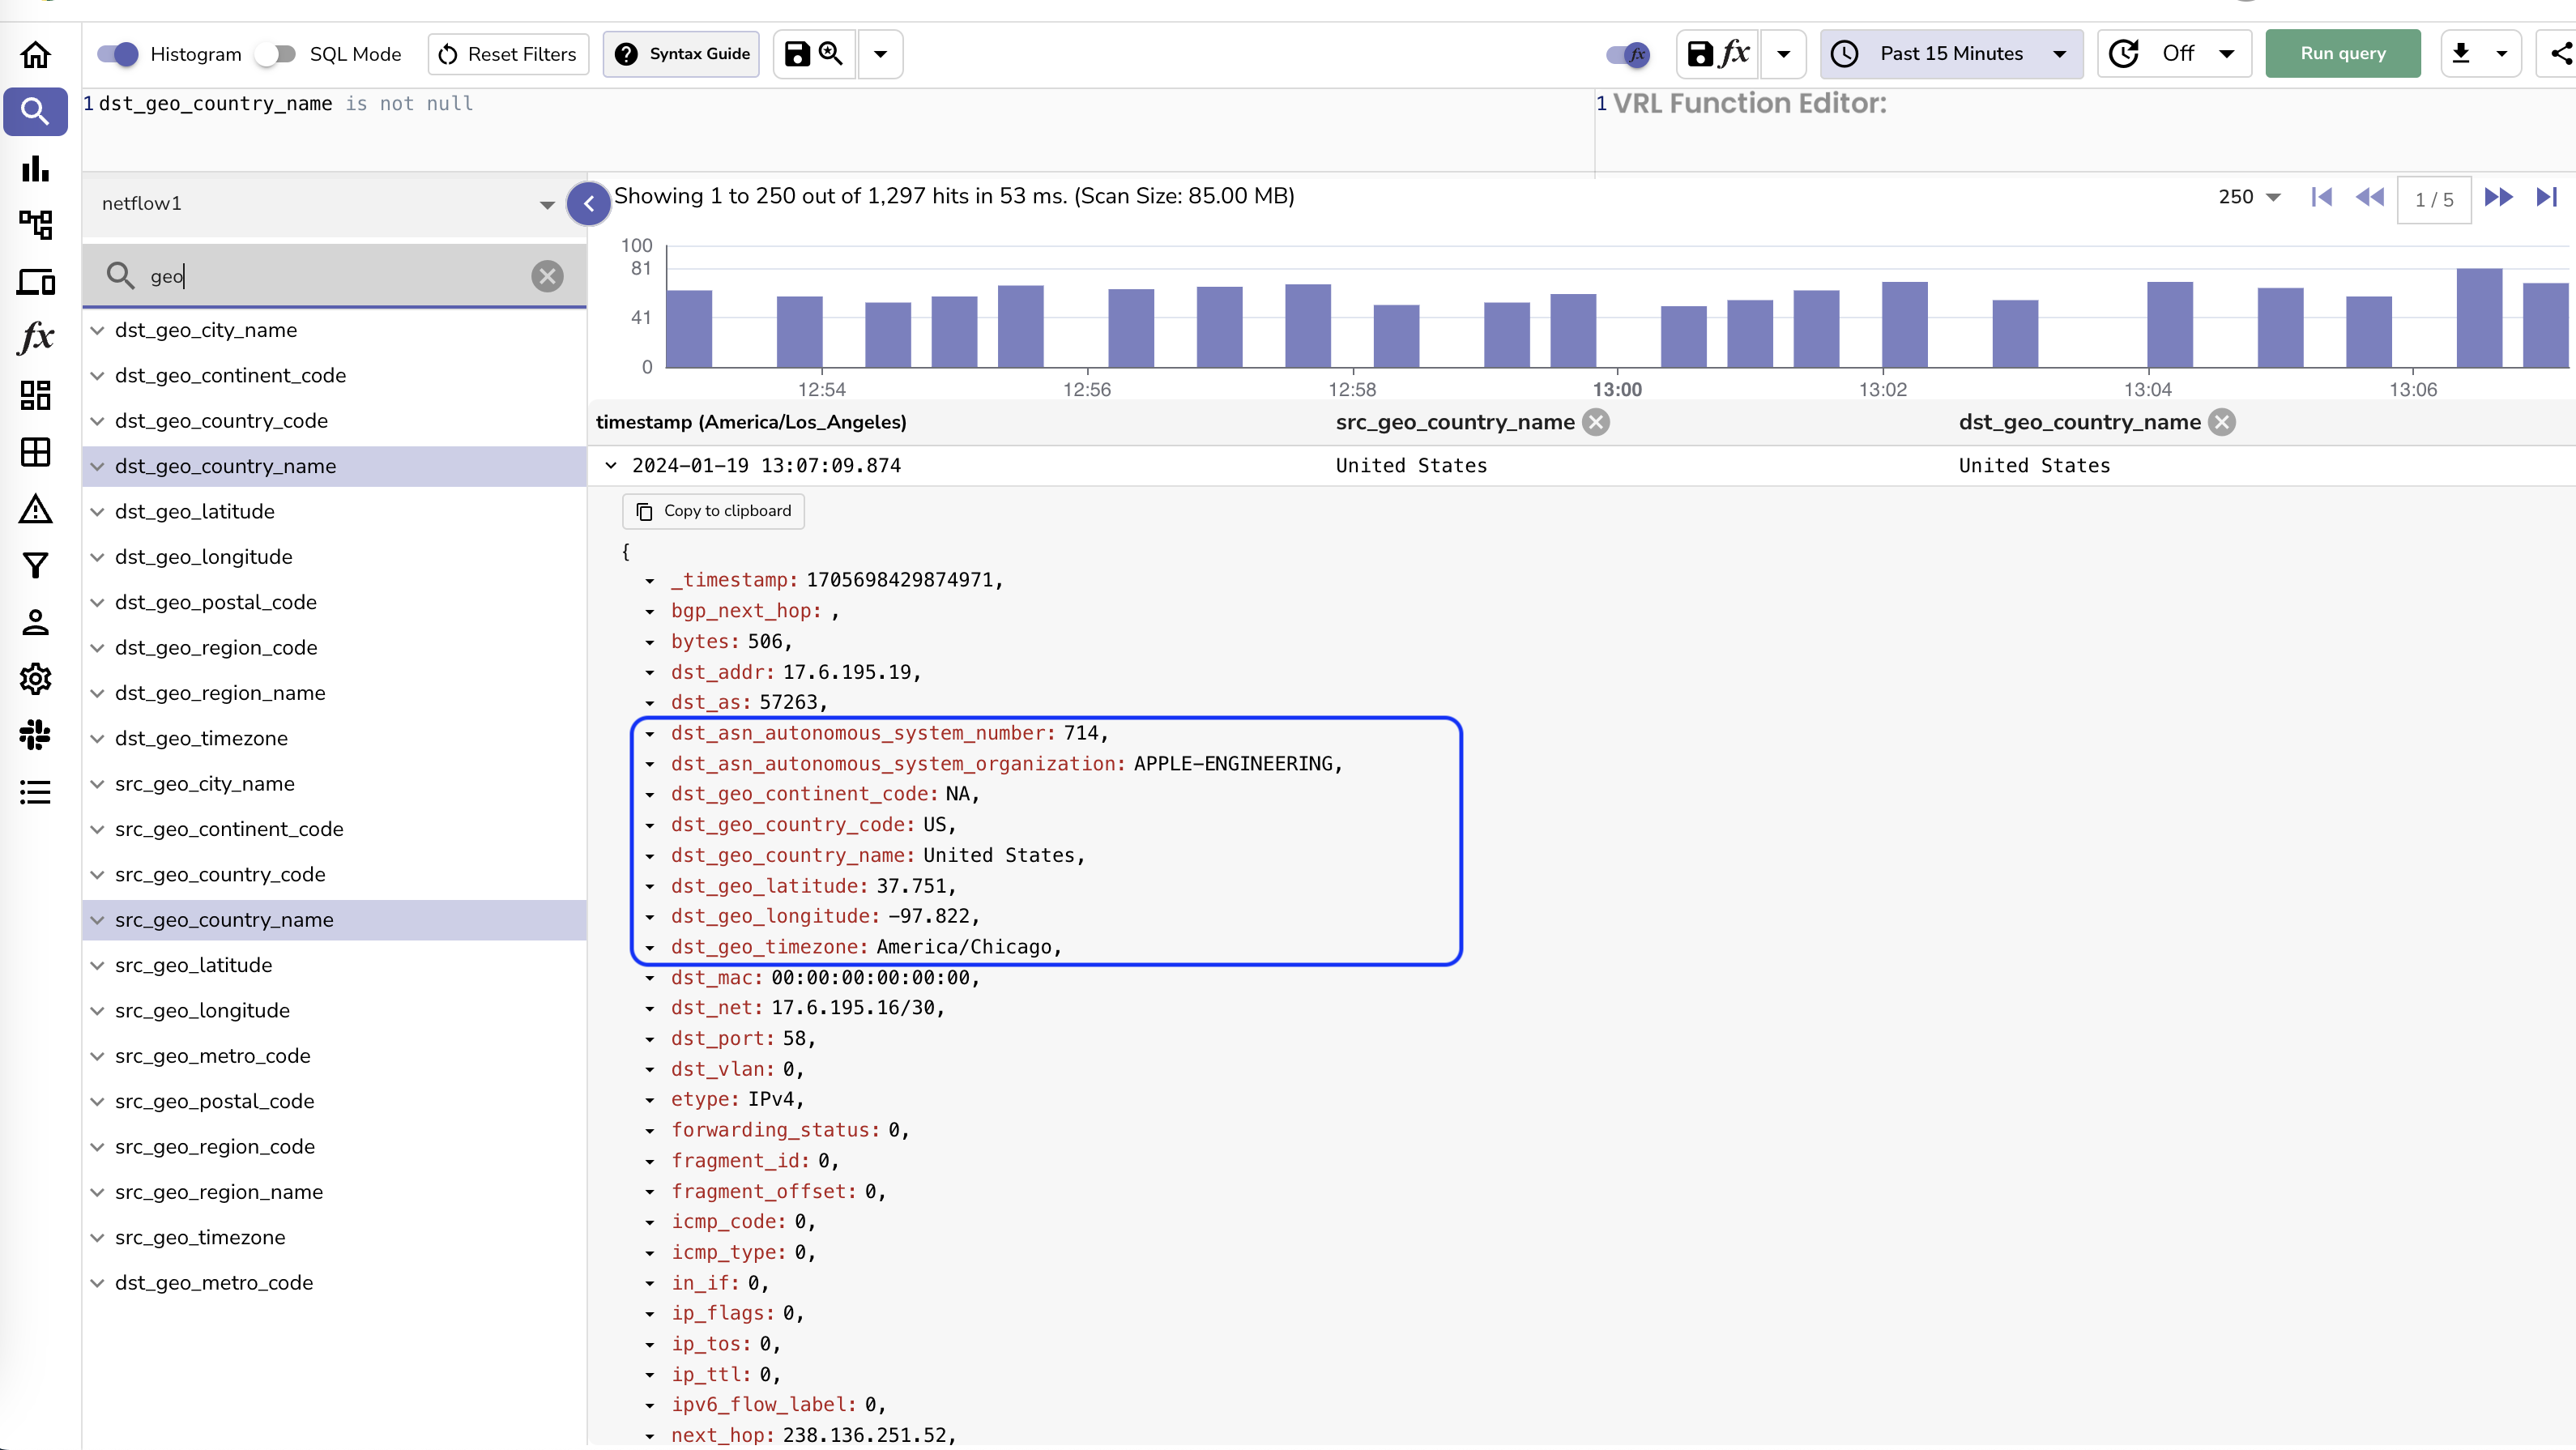 Histogram SQL Mode Reset Filters Syntax Guide fx Past 15 Minutes Off Run query
1 dst_geo_country_name is not null
1 VRL Function Editor:
fx
netflow1
geo
dst_geo_city_name
dst_geo_continent_code
dst_geo_country_code
dst_geo_country_name
dst_geo_latitude
dst_geo_longitude
dst_geo_postal_code
dst_geo_region_code
dst_geo_region_name
dst_geo_timezone
src_geo_city_name
src_geo_continent_code
src_geo_country_code
src_geo_country_name
src_geo_latitude
src_geo_longitude
src_geo_metro_code
src_geo_postal_code
src_geo_region_code
src_geo_region_name
src_geo_timezone
dst_geo_metro_code
Showing 1 to 250 out of 1,297 hits in 53 ms. (Scan Size: 85.00 MB) 250 1 / 5
100
81
41
0
12:54 12:56 12:58 13:00 13:02 13:04 13:06
timestamp (America/Los_Angeles) src_geo_country_name dst_geo_country_name
2024-01-19 13:07:09.874 United States United States
Copy to clipboard
{
_timestamp: 1705698429874971,
bgp_next_hop: ,
bytes: 506,
dst_addr: 17.6.195.19,
dst_as: 57263,
dst_asn_autonomous_system_number: 714,
dst_asn_autonomous_system_organization: APPLE-ENGINEERING,
dst_geo_continent_code: NA,
dst_geo_country_code: US,
dst_geo_country_name: United States,
dst_geo_latitude: 37.751,
dst_geo_longitude: -97.822,
dst_geo_timezone: America/Chicago,
dst_mac: 00:00:00:00:00:00,
dst_net: 17.6.195.16/30,
dst_port: 58,
dst_vlan: 0,
etype: IPv4,
forwarding_status: 0,
fragment_id: 0,
fragment_offset: 0,
icmp_code: 0,
icmp_type: 0,
in_if: 0,
ip_flags: 0,
ip_tos: 0,
ip_ttl: 0,
ipv6_flow_label: 0,
next_hop: 238.136.251.52,